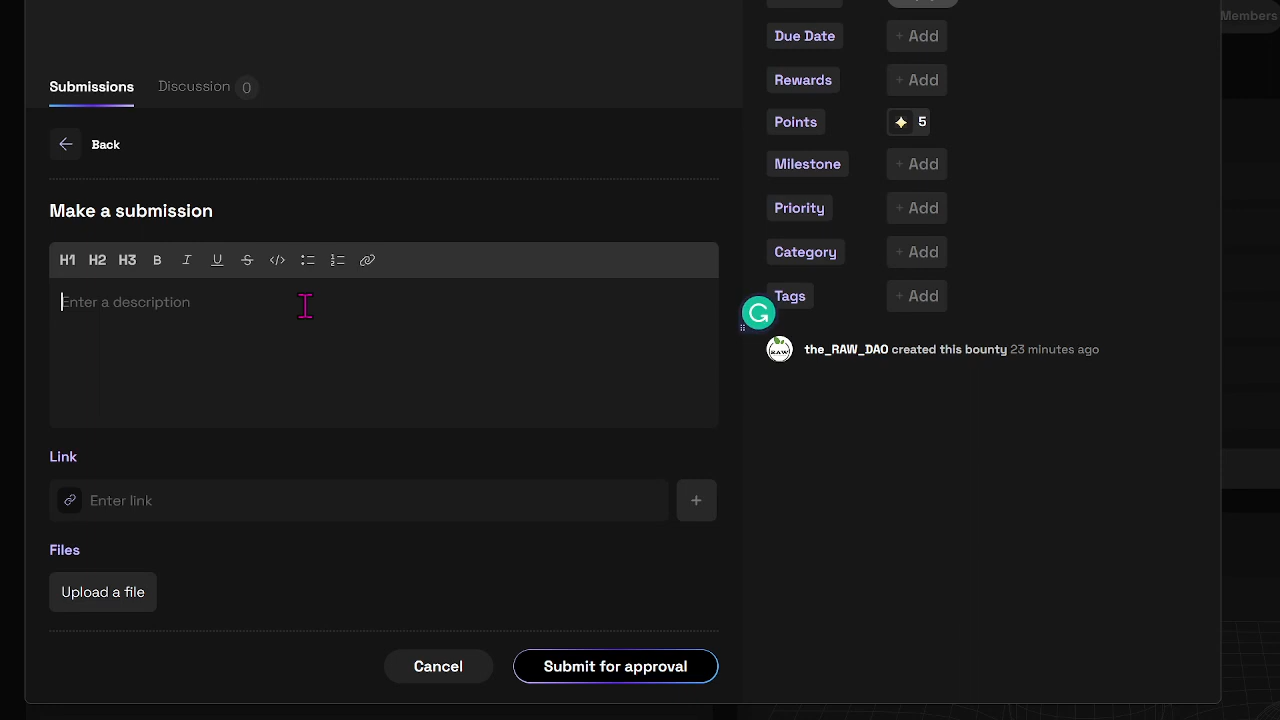 Members
Due Date
+ Add
Rewards
+ Add
Points
5
Milestone
+ Add
Priority
+ Add
Category
+ Add
Tags
+ Add
the_RAW_DAO created this bounty 23 minutes ago
RAW
Submissions
Discussion 0
Back
Make a submission
H1 H2 H3 B I U S </>
Enter a description
Link
Enter link
+
Files
Upload a file
Cancel
Submit for approval